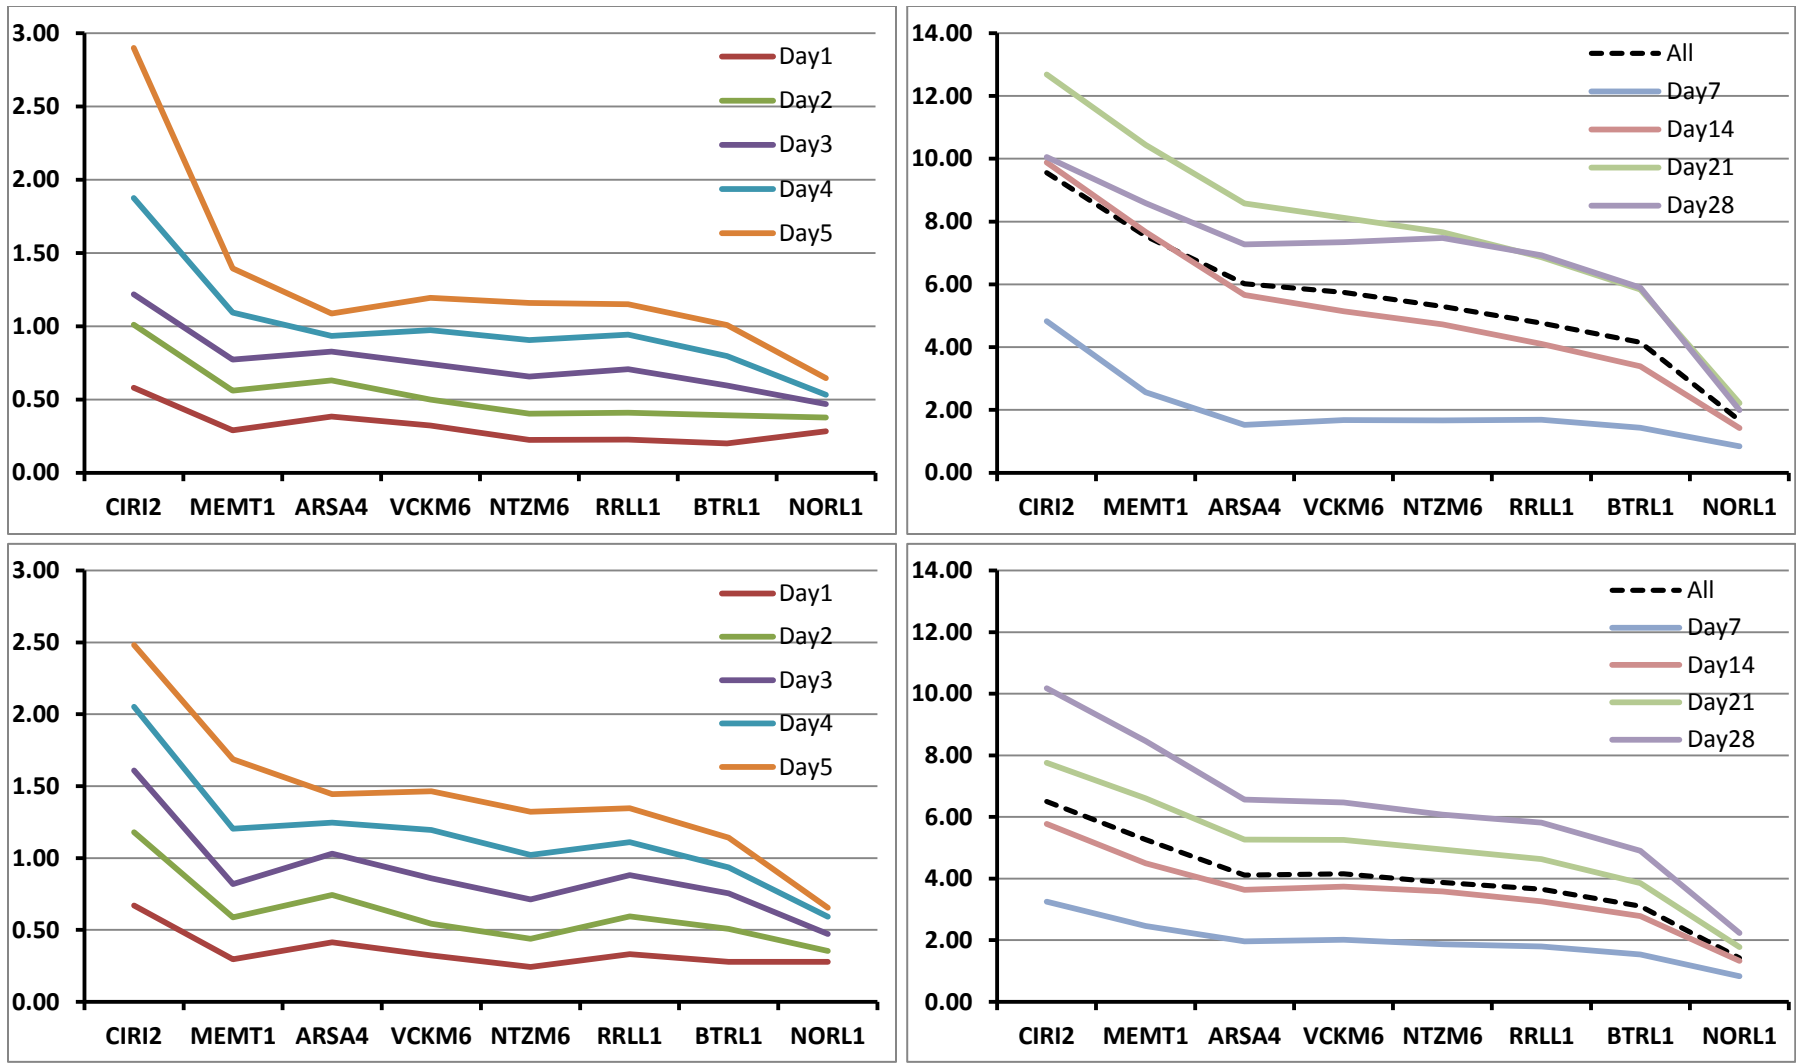 3.00
2.50
2.00
1.50
1.00
0.50
0.00
CIRI2 MEMT1 ARSA4 VCKM6 NTZM6 RRLL1 BTRL1 NORL1
Day1
Day2
Day3
Day4
Day5
14.00
12.00
10.00
8.00
6.00
4.00
2.00
0.00
CIRI2 MEMT1 ARSA4 VCKM6 NTZM6 RRLL1 BTRL1 NORL1
All
Day7
Day14
Day21
Day28
3.00
2.50
2.00
1.50
1.00
0.50
0.00
CIRI2 MEMT1 ARSA4 VCKM6 NTZM6 RRLL1 BTRL1 NORL1
Day1
Day2
Day3
Day4
Day5
14.00
12.00
10.00
8.00
6.00
4.00
2.00
0.00
CIRI2 MEMT1 ARSA4 VCKM6 NTZM6 RRLL1 BTRL1 NORL1
All
Day7
Day14
Day21
Day28